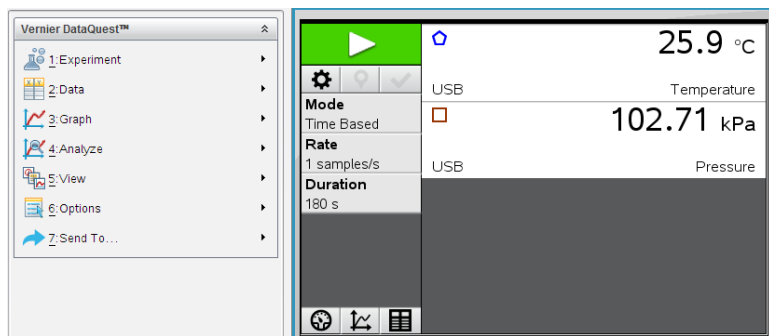 Vernier DataQuest™
1:Experiment
2:Data
3:Graph
4:Analyze
5:View
6:Options
7:Send To...
25.9 °C
USB Temperature
Mode
Time Based
102.71 kPa
Rate
1 samples/s
USB Pressure
Duration
180 s